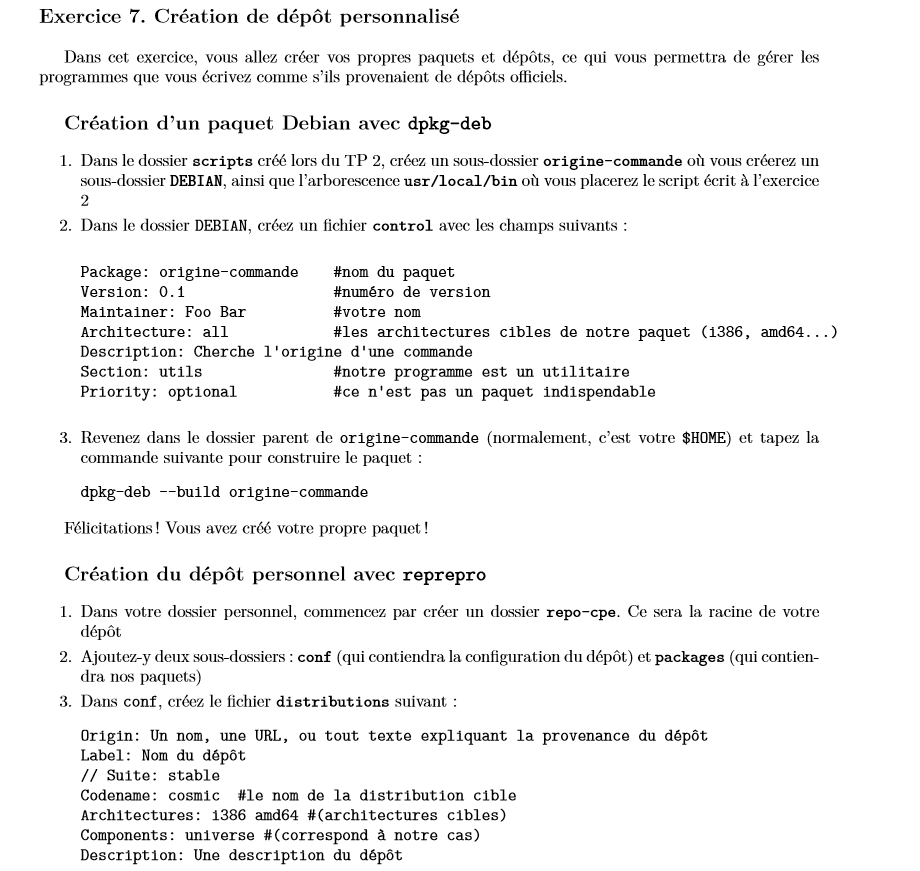 Exercice 7. Création de dépôt personnalisé
Dans cet exercice, vous allez créer vos propres paquets et dépôts, ce qui vous permettra de gérer les
programmes que vous écrivez comme s'ils provenaient de dépôts officiels.
Création d'un paquet Debian avec dpkg-deb
1. Dans le dossier scripts créé lors du TP 2, créez un sous-dossier origine-commande où vous créerez un
sous-dossier DEBIAN, ainsi que l'arborescence usr/local/bin où vous placerez le script écrit à l'exercice
2
2. Dans le dossier DEBIAN, créez un fichier control avec les champs suivants :
Package: origine-commande #nom du paquet
Version: 0.1 #numéro de version
Maintainer: Foo Bar #votre nom
Architecture: all #les architectures cibles de notre paquet (i386, amd64...)
Description: Cherche l'origine d'une commande
Section: utils #notre programme est un utilitaire
Priority: optional #ce n'est pas un paquet indispendable
3. Revenez dans le dossier parent de origine-commande (normalement, c'est votre $HOME) et tapez la
commande suivante pour construire le paquet :
dpkg-deb --build origine-commande
Félicitations ! Vous avez créé votre propre paquet !
Création du dépôt personnel avec reprepro
1. Dans votre dossier personnel, commencez par créer un dossier repo-cpe. Ce sera la racine de votre
dépôt
2. Ajoutez-y deux sous-dossiers : conf (qui contiendra la configuration du dépôt) et packages (qui contien-
dra nos paquets)
3. Dans conf, créez le fichier distributions suivant :
Origin: Un nom, une URL, ou tout texte expliquant la provenance du dépôt
Label: Nom du dépôt
// Suite: stable
Codename: cosmic #le nom de la distribution cible
Architectures: i386 amd64 #(architectures cibles)
Components: universe #(correspond à notre cas)
Description: Une description du dépôt